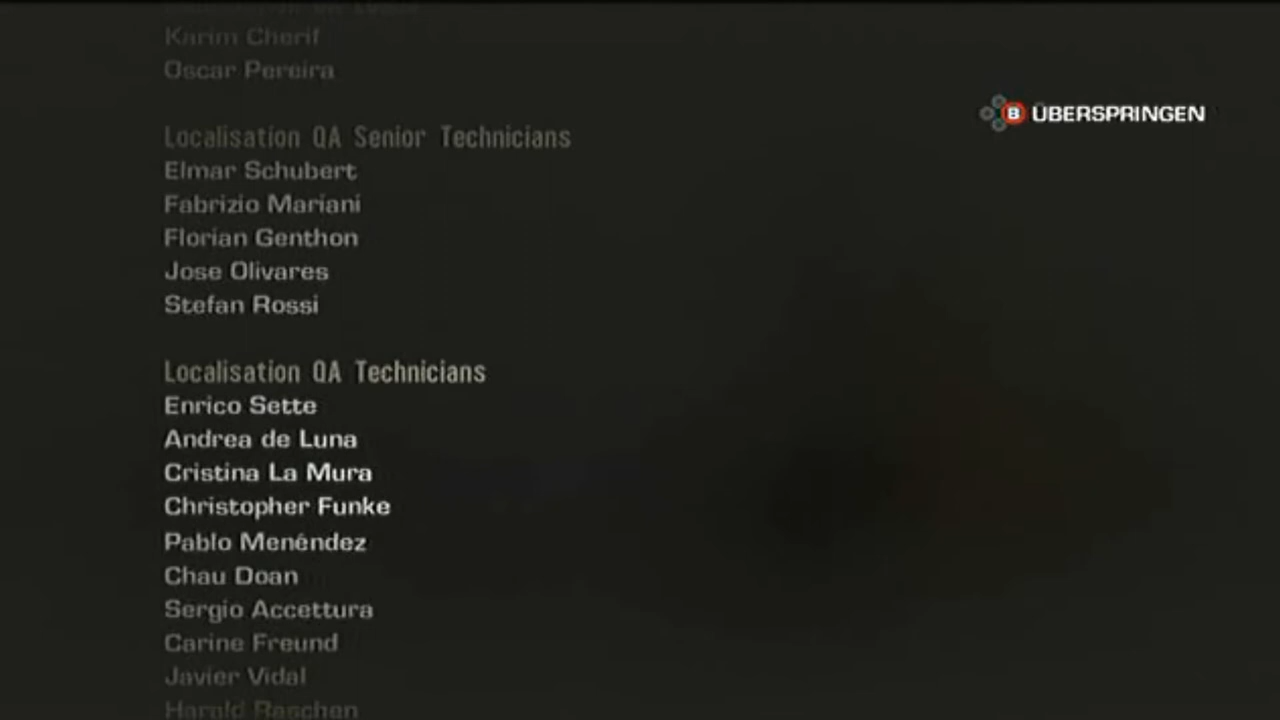 Karim Cherif
Oscar Pereira
B ÜBERSPRINGEN
Localisation QA Senior Technicians
Elmar Schubert
Fabrizio Mariani
Florian Genthon
Jose Olivares
Stefan Rossi
Localisation QA Technicians
Enrico Sette
Andrea de Luna
Cristina La Mura
Christopher Funke
Pablo Menéndez
Chau Doan
Sergio Accettura
Carine Freund
Javier Vidal
Harald Raschen